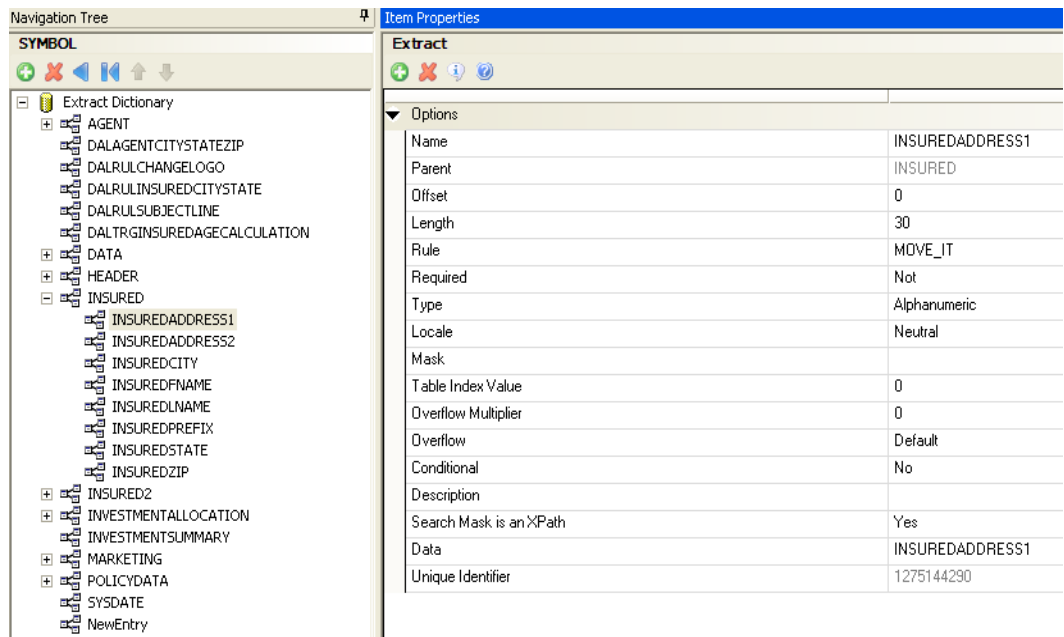 Navigation Tree
SYMBOL
Extract Dictionary
AGENT
DALAGENTCITYSTATEZIP
DALRULCHANGELOGO
DALRULINSUREDCITYSTATE
DALRULSUBJECTLINE
DALTRGINSUREDAGECALCULATION
DATA
HEADER
INSURED
INSUREDADDRESS1
INSUREDADDRESS2
INSUREDCITY
INSUREDFNAME
INSUREDLNAME
INSUREDPREFIX
INSUREDSTATE
INSUREDZIP
INSURED2
INVESTMENTALLOCATION
INVESTMENTSUMMARY
MARKETING
POLICYDATA
SYSDATE
NewEntry
Item Properties
Extract
Options
Name INSUREDADDRESS1
Parent INSURED
Offset 0
Length 30
Rule MOVE_IT
Required Not
Type Alphanumeric
Locale Neutral
Mask
Table Index Value 0
Overflow Multiplier 0
Overflow Default
Conditional No
Description
Search Mask is an XPath Yes
Data INSUREDADDRESS1
Unique Identifier 1275144290